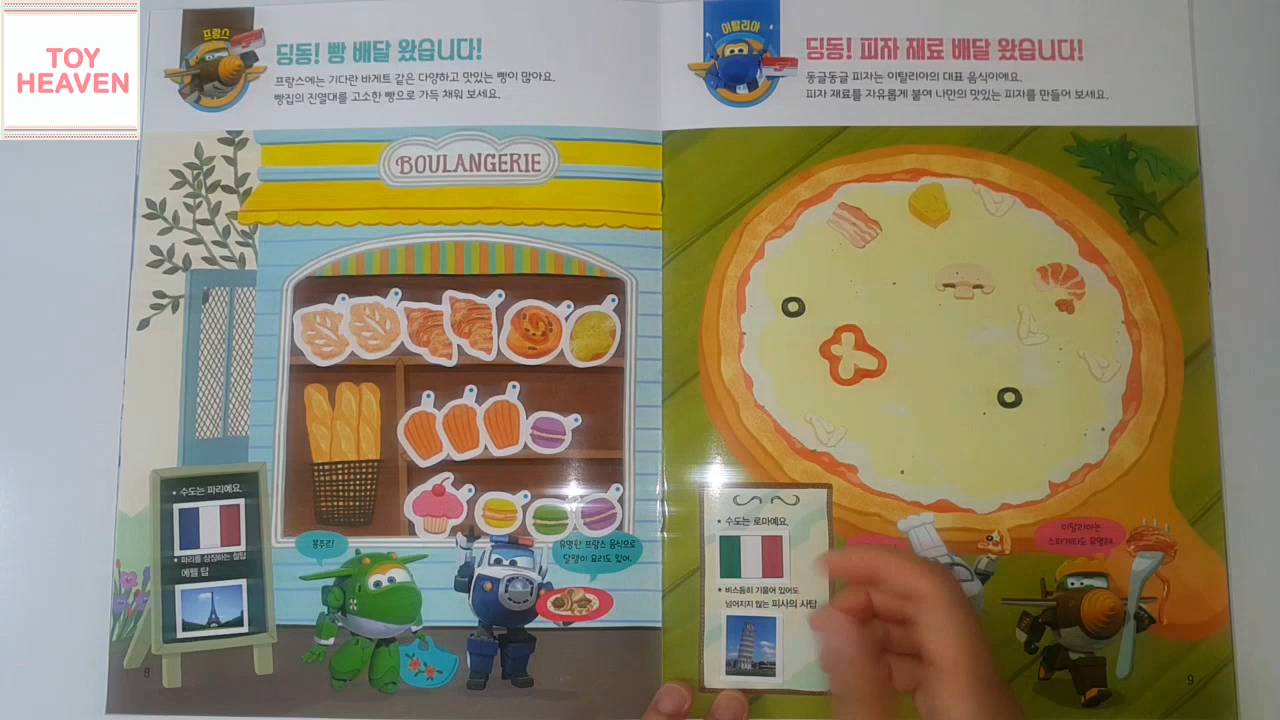 TOY
HEAVEN
프랑스
딩동! 빵 배달 왔습니다!
프랑스에는 기다란 바게트 같은 다양하고 맛있는 빵이 많아요.
빵집의 진열대를 고소한 빵으로 가득 채워 보세요.
BOULANGERIE
★ 수도는 파리예요.
★ 파리를 상징하는 철탑
에펠 탑
봉주르!
유명한 프랑스 음식으로
달팽이 요리도 있어.
8
이탈리아
딩동! 피자 재료 배달 왔습니다!
동글동글 피자는 이탈리아의 대표 음식이에요.
피자 재료를 자유롭게 붙여 나만의 맛있는 피자를 만들어 보세요.
★ 수도는 로마예요.
★ 비스듬히 기울어 있어도
넘어지지 않는 피사의 사탑
이탈리아는
스파게티도 유명해.
9